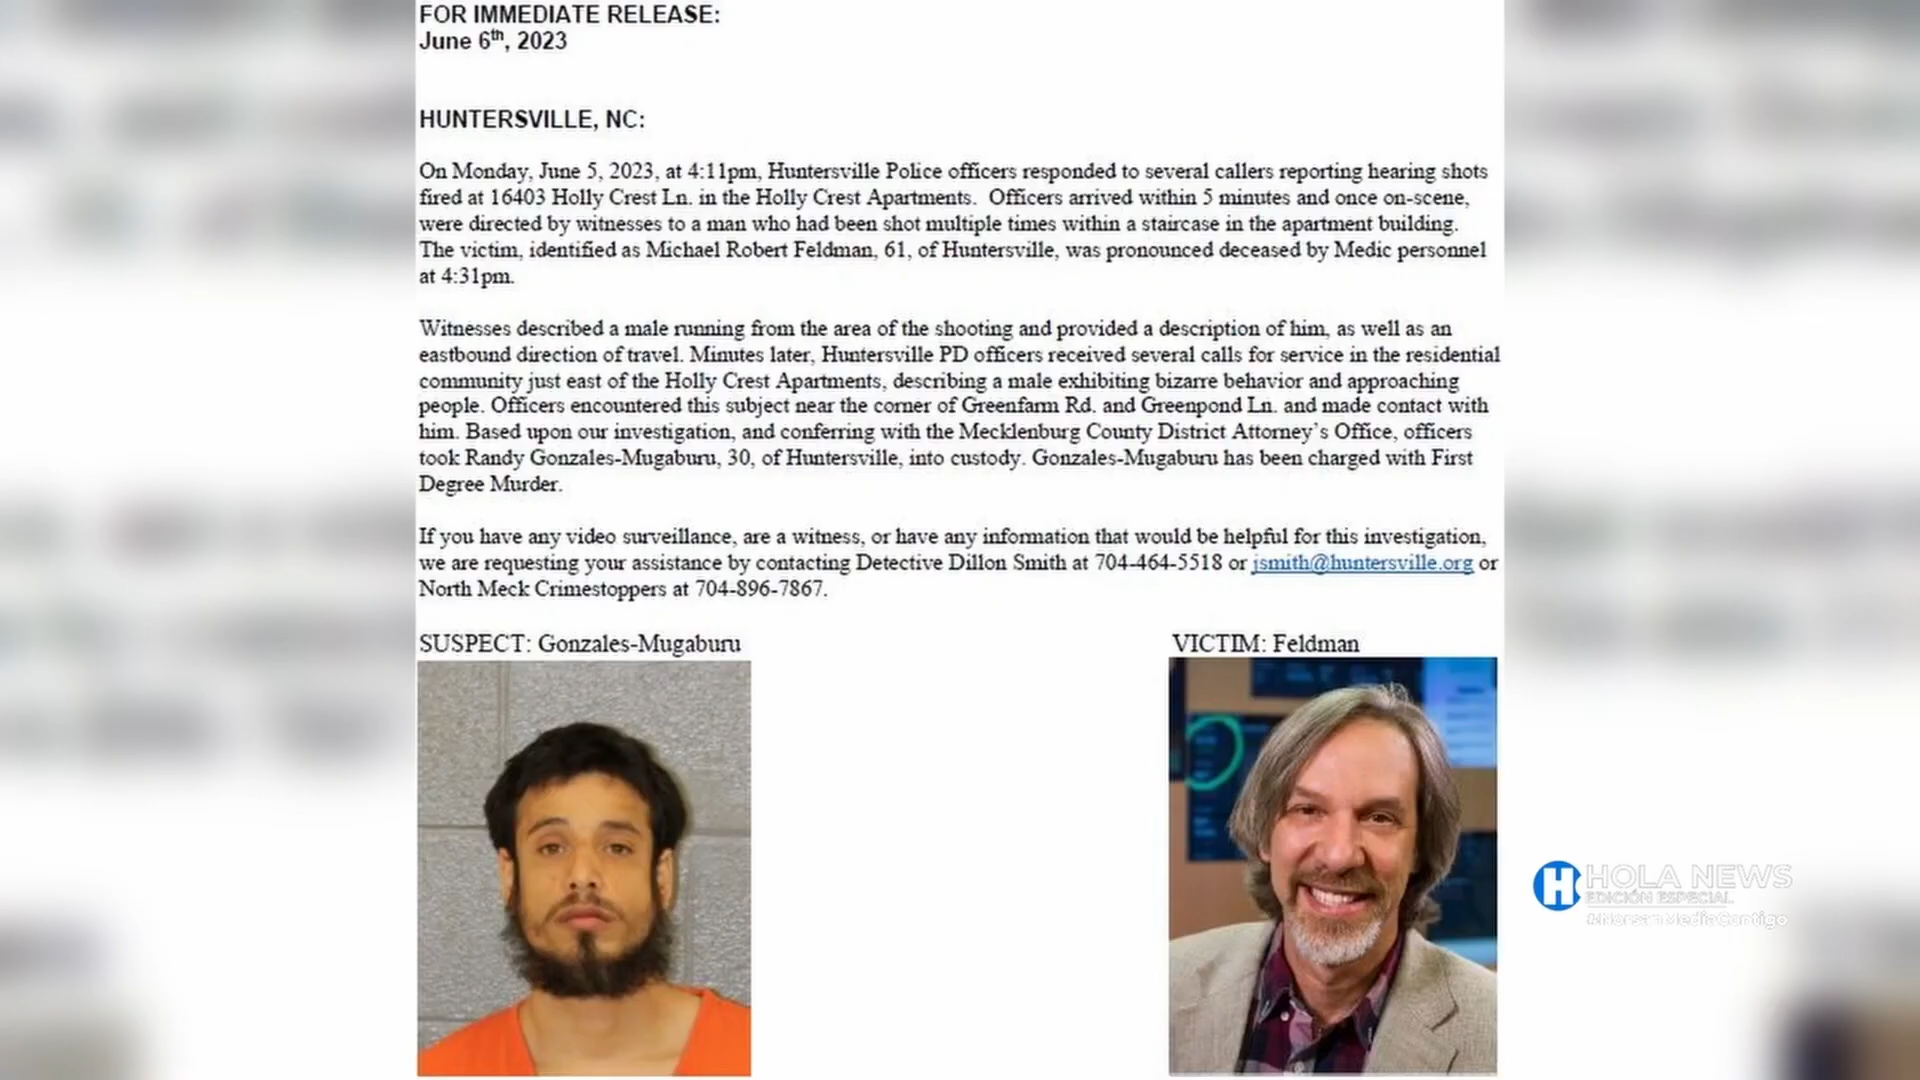 FOR IMMEDIATE RELEASE:
June 6th, 2023
HUNTERSVILLE, NC:
On Monday, June 5, 2023, at 4:11pm, Huntersville Police officers responded to several callers reporting hearing shots
fired at 16403 Holly Crest Ln. in the Holly Crest Apartments.  Officers arrived within 5 minutes and once on-scene,
were directed by witnesses to a man who had been shot multiple times within a staircase in the apartment building.
The victim, identified as Michael Robert Feldman, 61, of Huntersville, was pronounced deceased by Medic personnel
at 4:31pm.
Witnesses described a male running from the area of the shooting and provided a description of him, as well as an
eastbound direction of travel. Minutes later, Huntersville PD officers received several calls for service in the residential
community just east of the Holly Crest Apartments, describing a male exhibiting bizarre behavior and approaching
people. Officers encountered this subject near the corner of Greenfarm Rd. and Greenpond Ln. and made contact with
him. Based upon our investigation, and conferring with the Mecklenburg County District Attorney's Office, officers
took Randy Gonzales-Mugaburu, 30, of Huntersville, into custody. Gonzales-Mugaburu has been charged with First
Degree Murder.
If you have any video surveillance, are a witness, or have any information that would be helpful for this investigation,
we are requesting your assistance by contacting Detective Dillon Smith at 704-464-5518 or jsmith@huntersville.org or
North Meck Crimestoppers at 704-896-7867.
SUSPECT: Gonzales-Mugaburu
VICTIM: Feldman
H HOLA NEWS
EDICIÓN ESPECIAL
#NorsanMediaContigo